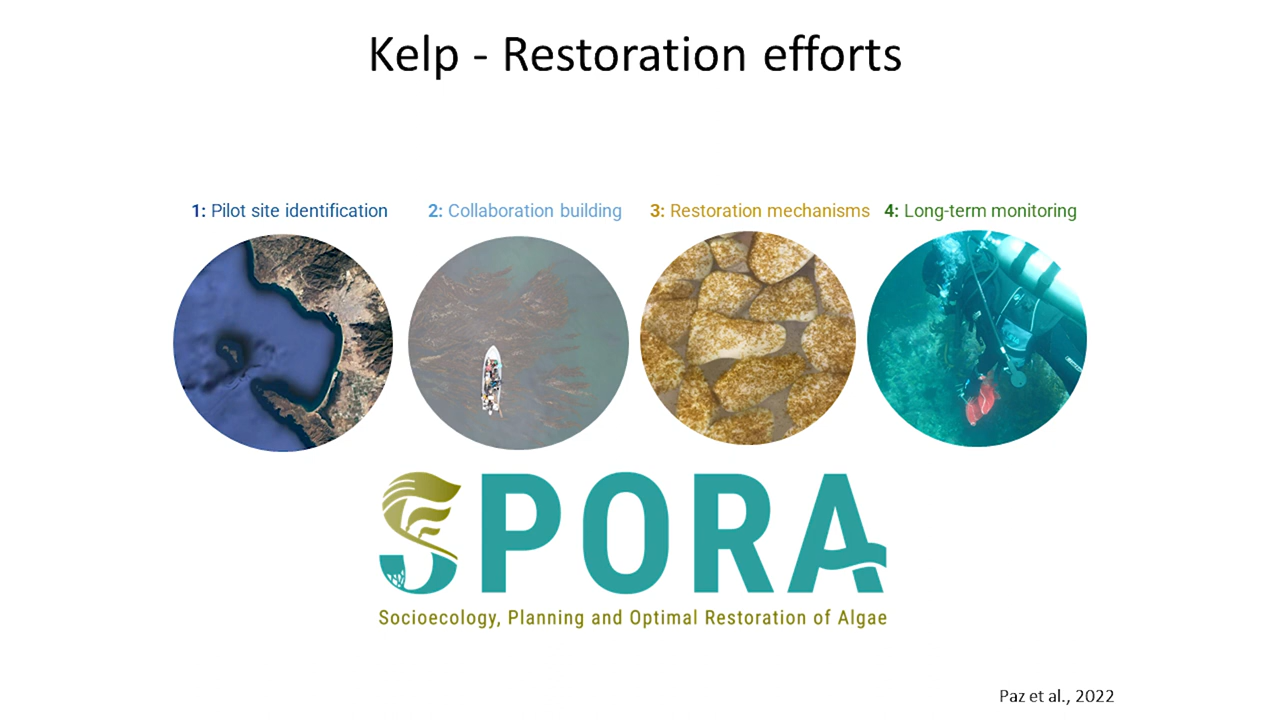 Kelp - Restoration efforts
1: Pilot site identification
2: Collaboration building
3: Restoration mechanisms
4: Long-term monitoring
SPORA
Socioecology, Planning and Optimal Restoration of Algae
Paz et al., 2022